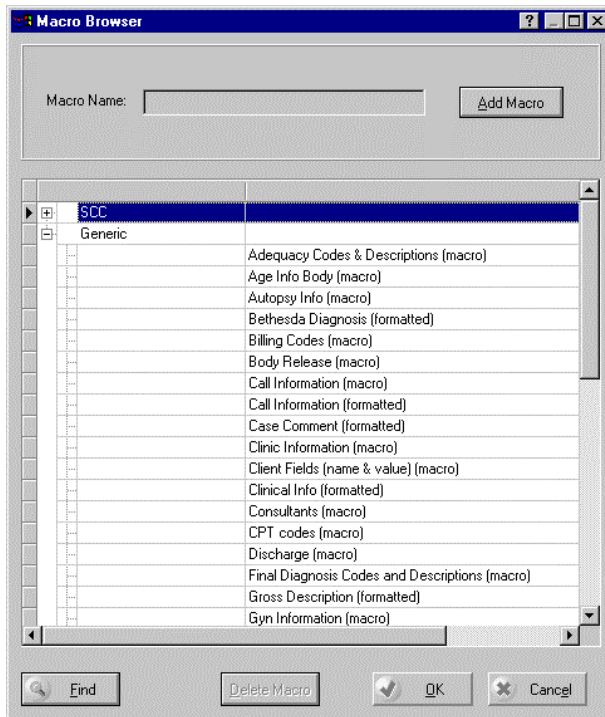 Macro Browser
Macro Name:
Add Macro
SCC
Generic
Adequacy Codes & Descriptions (macro)
Age Info Body (macro)
Autopsy Info (macro)
Bethesda Diagnosis (formatted)
Billing Codes (macro)
Body Release (macro)
Call Information (macro)
Call Information (formatted)
Case Comment (formatted)
Clinic Information (macro)
Client Fields (name & value) (macro)
Clinical Info (formatted)
Consultants (macro)
CPT codes (macro)
Discharge (macro)
Final Diagnosis Codes and Descriptions (macro)
Gross Description (formatted)
Gyn Information (macro)
Find Delete Macro OK Cancel